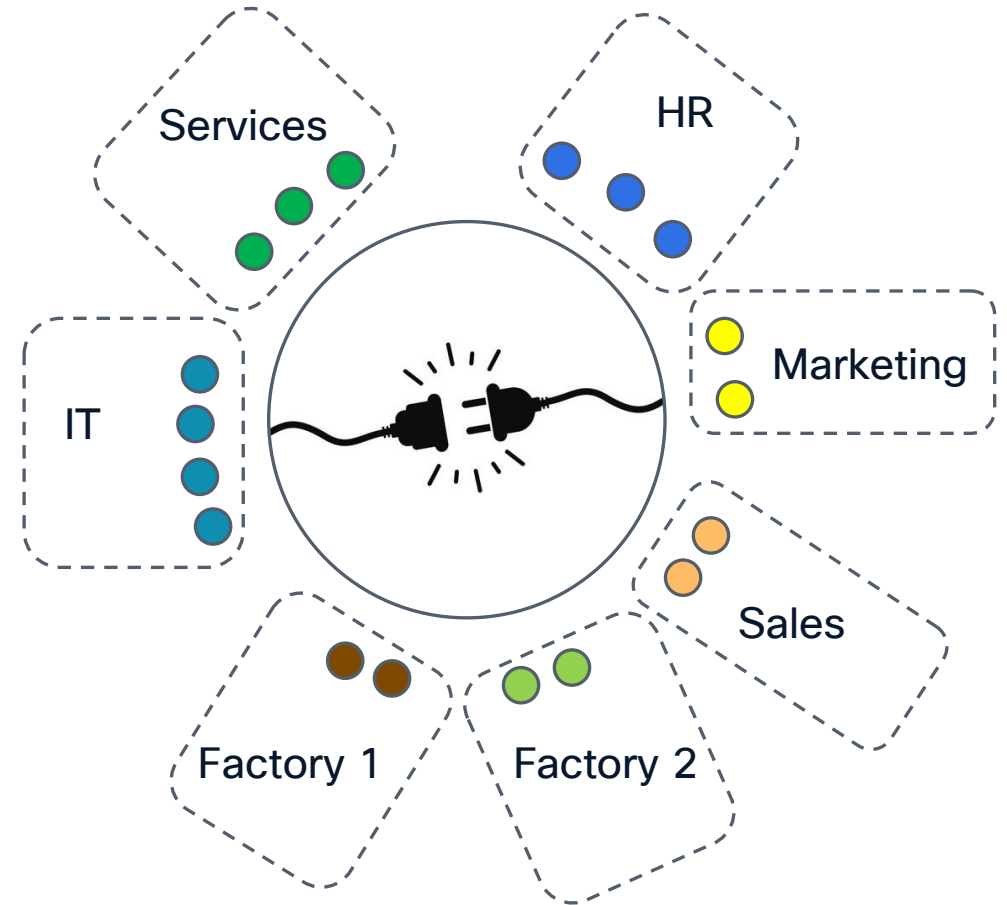 Services
HR
Marketing
IT
Sales
Factory 1
Factory 2